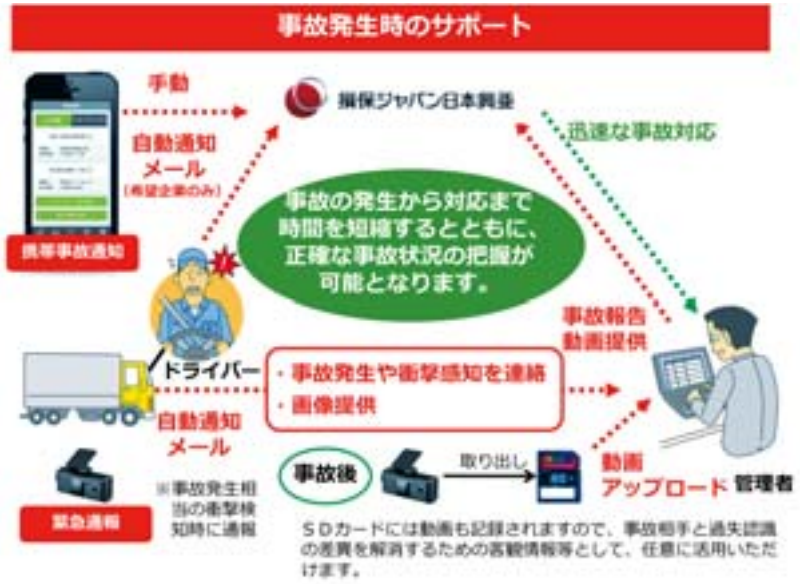 事故発生時のサポート
手動
損保ジャパン日本興亜
迅速な事故対応
自動通知
メール
(希望企業のみ)
事故の発生から対応まで
時間を短縮するとともに、
正確な事故状況の把握が
可能となります。
携帯事故通知
事故報告
動画提供
ドライバー
・事故発生や衝撃感知を連絡
・画像提供
自動通知
メール
事故後
取り出し
動画
アップロード
管理者
※事故発生相
当の衝撃検
知時に通報
緊急通報
SDカードには動画も記録されますので、事故相手と過失認識
の差異を解消するための客観情報等として、任意に活用いただ
けます。